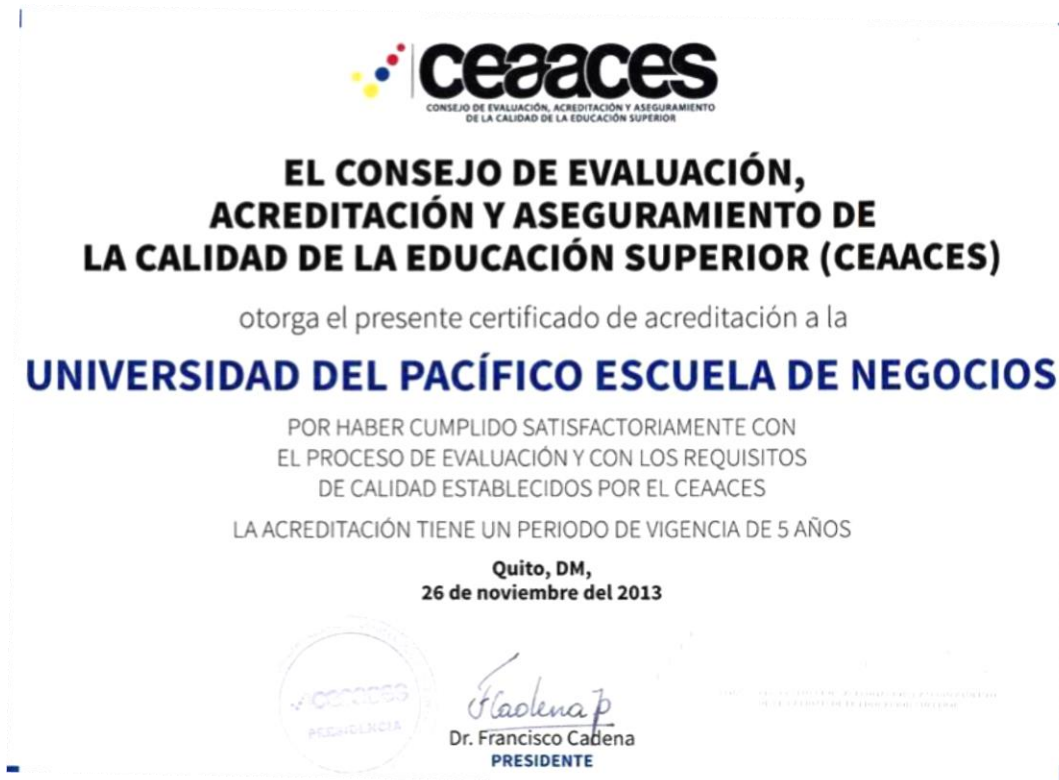 ceaaces
CONSEJO DE EVALUACIÓN, ACREDITACIÓN Y ASEGURAMIENTO
DE LA CALIDAD DE LA EDUCACIÓN SUPERIOR
EL CONSEJO DE EVALUACIÓN,
ACREDITACIÓN Y ASEGURAMIENTO DE
LA CALIDAD DE LA EDUCACIÓN SUPERIOR (CEAACES)
otorga el presente certificado de acreditación a la
UNIVERSIDAD DEL PACÍFICO ESCUELA DE NEGOCIOS
POR HABER CUMPLIDO SATISFACTORIAMENTE CON
EL PROCESO DE EVALUACIÓN Y CON LOS REQUISITOS
DE CALIDAD ESTABLECIDOS POR EL CEAACES
LA ACREDITACIÓN TIENE UN PERIODO DE VIGENCIA DE 5 AÑOS
Quito, DM,
26 de noviembre del 2013
ceaaces
PRESIDENCIA
FCadena P
Dr. Francisco Cadena
PRESIDENTE